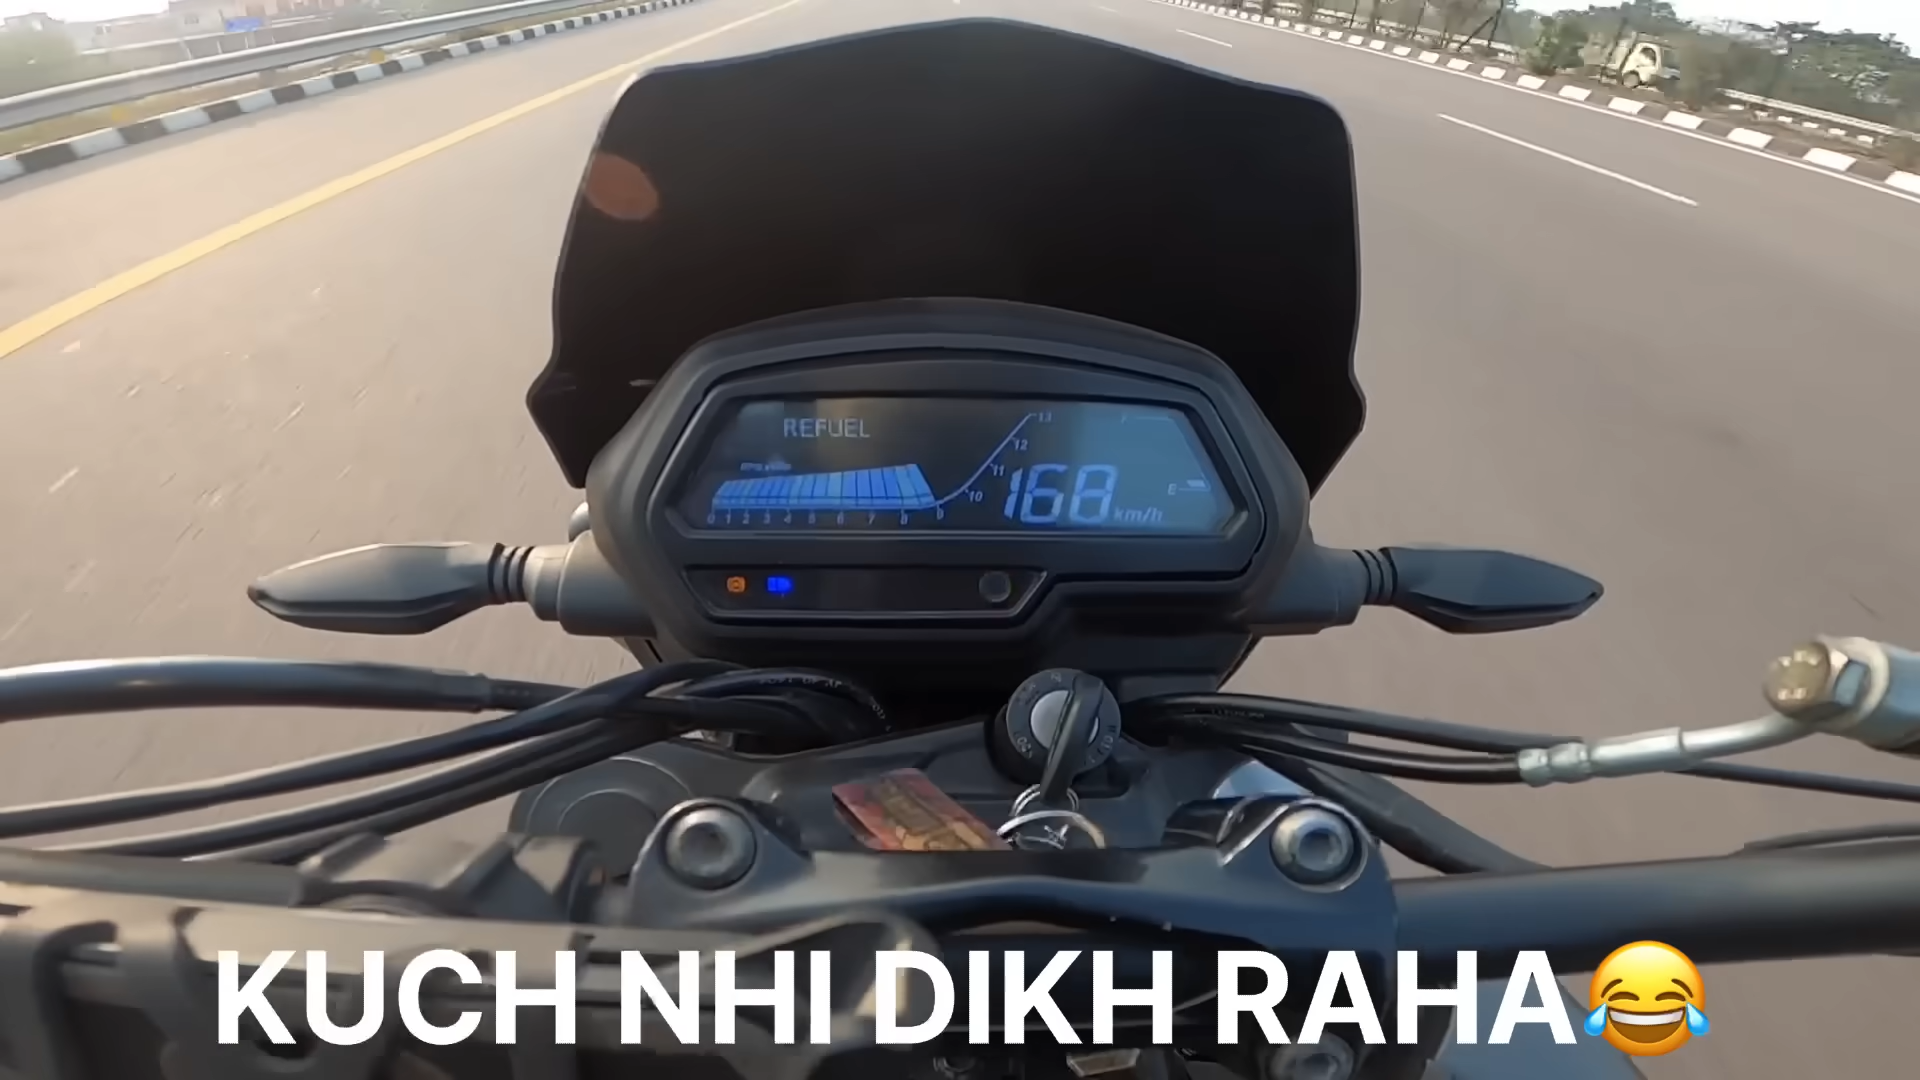 13
REFUEL
12
11
10
168 km/h
E
0 1 2 3 4 5 6 7 8 9
KUCH NHI DIKH RAHA😂